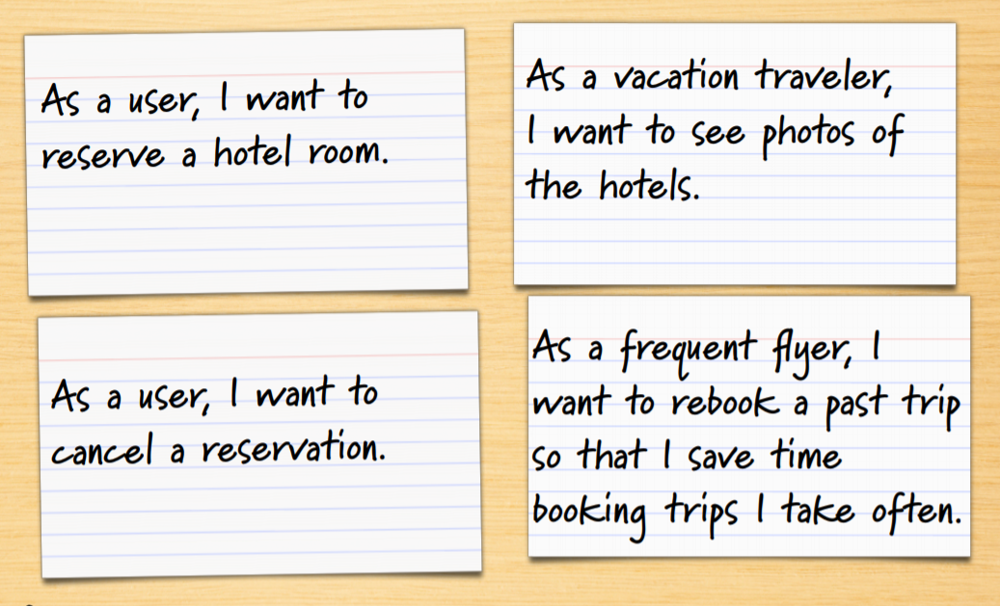 As a user, I want to
reserve a hotel room.
As a vacation traveler,
I want to see photos of
the hotels.
As a user, I want to
cancel a reservation.
As a frequent flyer, I
want to rebook a past trip
so that I save time
booking trips I take often.